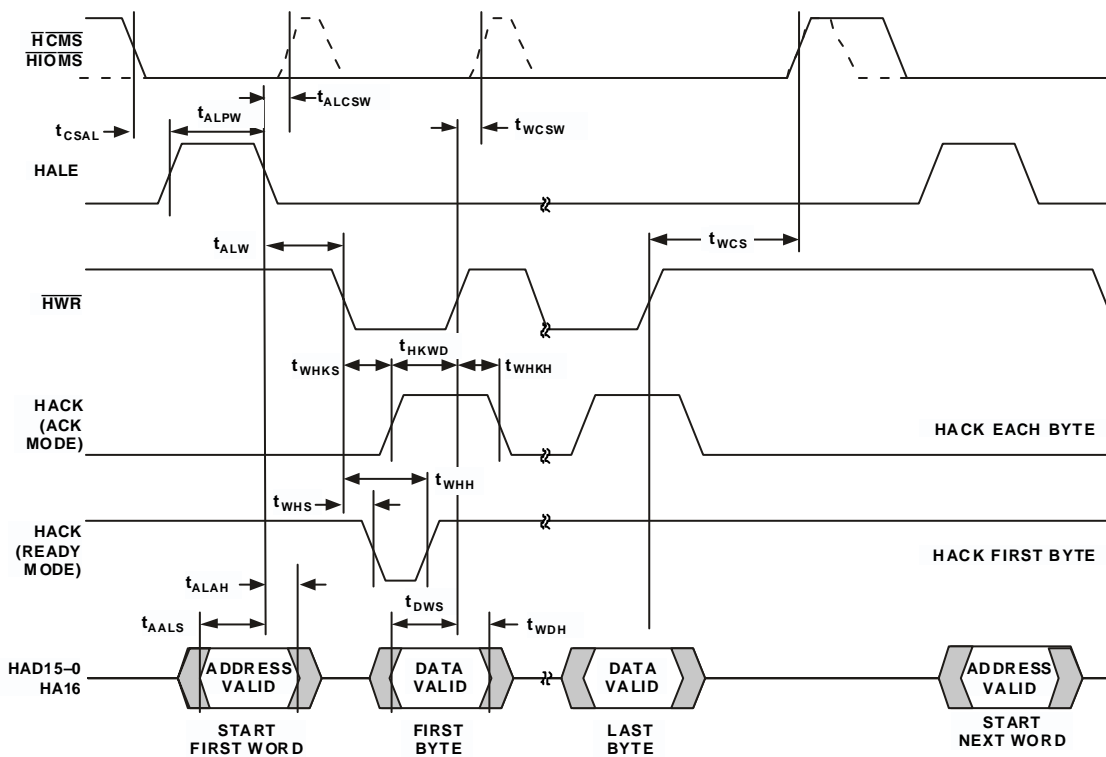 HCMS
HIOMS
tALCSW
tALPW
tCSAL
tWCSW
HALE
tALW
tWCS
HWR
tHKWD
tWHKS
tWHKH
HACK
(ACK
MODE)
HACK EACH BYTE
tWHH
tWHS
HACK
(READY
MODE)
HACK FIRST BYTE
tALAH
tDWS
tAALS
tWDH
HAD15–0
HA16
ADDRESS
VALID
DATA
VALID
DATA
VALID
ADDRESS
VALID
START
FIRST WORD
FIRST
BYTE
LAST
BYTE
START
NEXT WORD